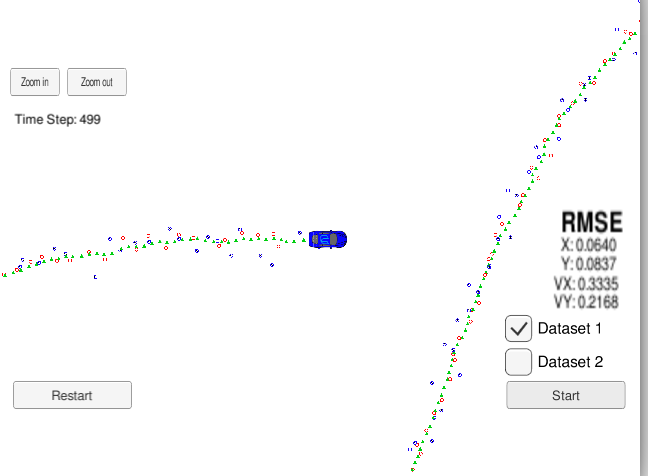 Zoom in
Zoom out
Time Step: 499
RMSE
X: 0.0640
Y: 0.0837
VX: 0.3335
VY: 0.2168
Dataset 1
Dataset 2
Restart
Start